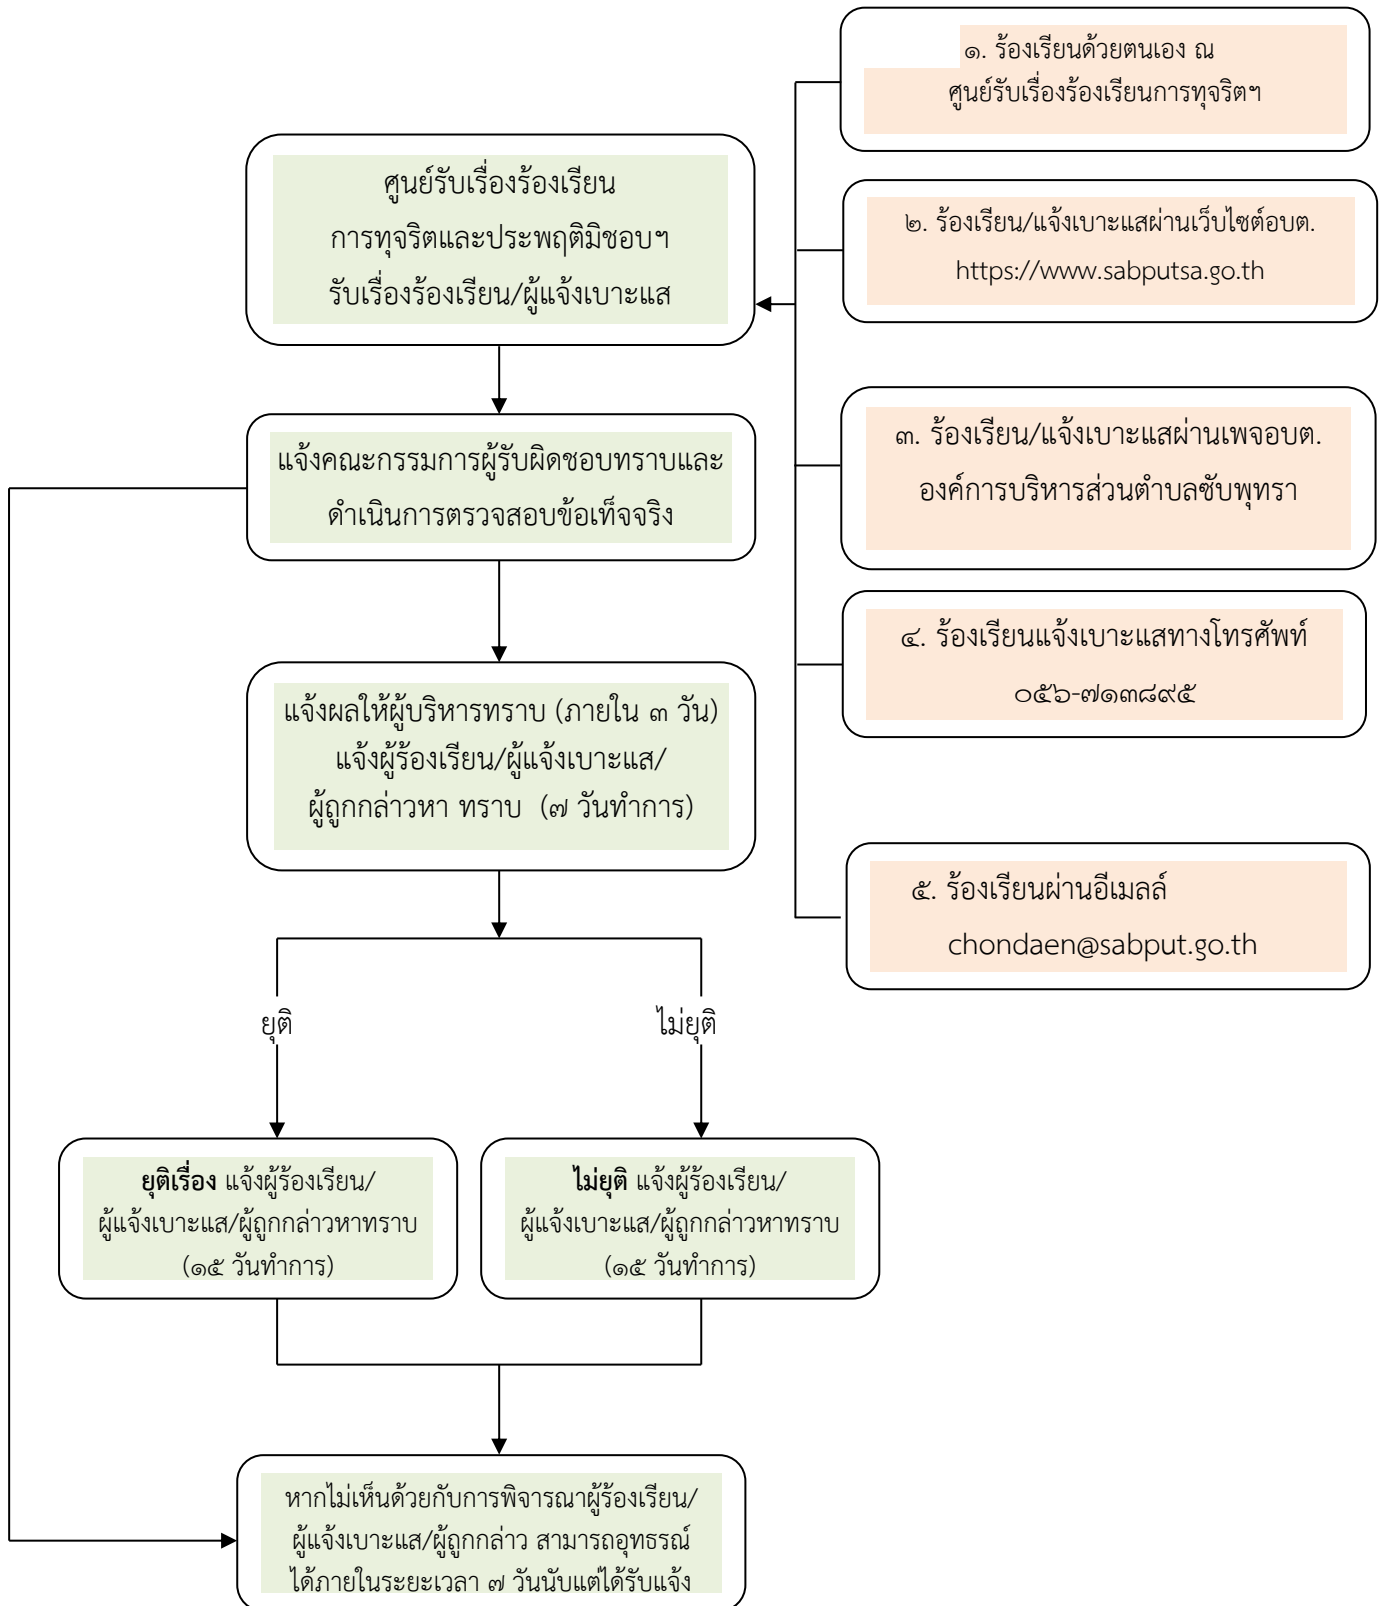 ๑. ร้องเรียนด้วยตนเอง ณ
ศูนย์รับเรื่องร้องเรียนการทุจริตฯ
ศูนย์รับเรื่องร้องเรียน
การทุจริตและประพฤติมิชอบฯ
รับเรื่องร้องเรียน/ผู้แจ้งเบาะแส
๒. ร้องเรียน/แจ้งเบาะแสผ่านเว็บไซต์อบต.
https://www.sabputsa.go.th
๓. ร้องเรียน/แจ้งเบาะแสผ่านเพจอบต.
องค์การบริหารส่วนตำบลซับพุทรา
แจ้งคณะกรรมการผู้รับผิดชอบทราบและ
ดำเนินการตรวจสอบข้อเท็จจริง
๔. ร้องเรียนแจ้งเบาะแสทางโทรศัพท์
๐๕๖-๗๑๓๘๙๕
แจ้งผลให้ผู้บริหารทราบ (ภายใน ๓ วัน)
แจ้งผู้ร้องเรียน/ผู้แจ้งเบาะแส/
ผู้ถูกกล่าวหา ทราบ (๗ วันทำการ)
๕. ร้องเรียนผ่านอีเมลล์
chondaen@sabput.go.th
ยุติ
ไม่ยุติ
ยุติเรื่อง แจ้งผู้ร้องเรียน/
ผู้แจ้งเบาะแส/ผู้ถูกกล่าวหาทราบ
(๑๕ วันทำการ)
ไม่ยุติ แจ้งผู้ร้องเรียน/
ผู้แจ้งเบาะแส/ผู้ถูกกล่าวหาทราบ
(๑๕ วันทำการ)
หากไม่เห็นด้วยกับการพิจารณาผู้ร้องเรียน/
ผู้แจ้งเบาะแส/ผู้ถูกกล่าว สามารถอุทธรณ์
ได้ภายในระยะเวลา ๗ วันนับแต่ได้รับแจ้ง